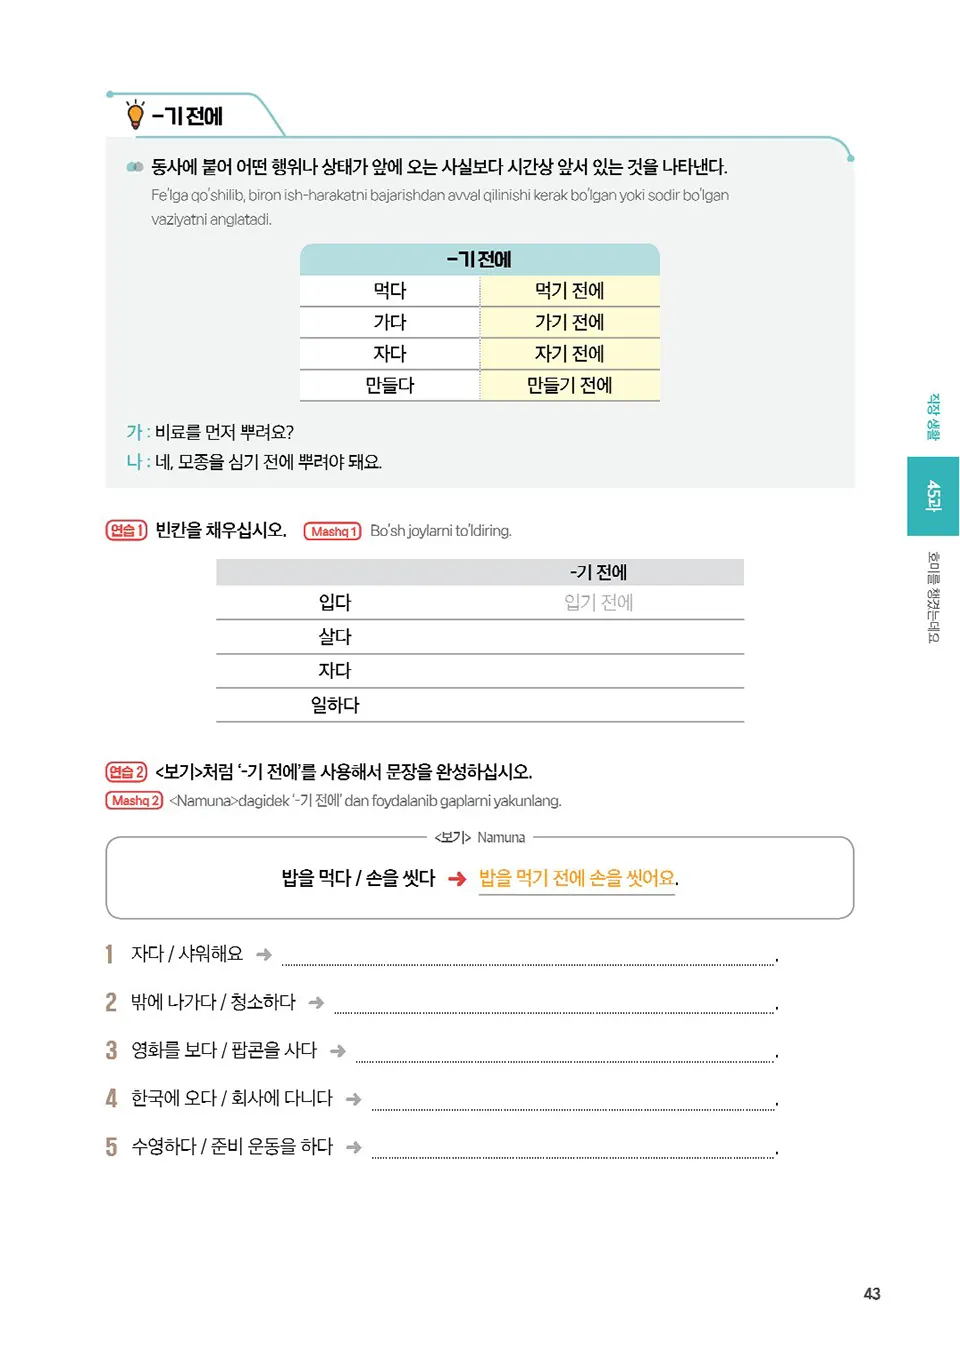 -기 전에
동사에 붙어 어떤 행위나 상태가 앞에 오는 사실보다 시간상 앞서 있는 것을 나타낸다.
Fe'lga qo'shilib, biron ish-harakatni bajarishdan avval qilinishi kerak bo'lgan yoki sodir bo'lgan
vaziyatni anglatadi.
-기 전에
먹다 먹기 전에
가다 가기 전에
자다 자기 전에
만들다 만들기 전에
가 : 비료를 먼저 뿌려요?
나 : 네, 모종을 심기 전에 뿌려야 돼요.
연습 1 빈칸을 채우십시오. Mashq 1 Bo'sh joylarni to'ldiring.
-기 전에
입다 입기 전에
살다
자다
일하다
연습 2 <보기>처럼 '-기 전에'를 사용해서 문장을 완성하십시오.
Mashq 2 <Namuna>dagidek '-기 전에' dan foydalanib gaplarni yakunlang.
<보기> Namuna
밥을 먹다 / 손을 씻다 ➜ 밥을 먹기 전에 손을 씻어요.
1 자다 / 샤워해요 ➜ .
2 밖에 나가다 / 청소하다 ➜ .
3 영화를 보다 / 팝콘을 사다 ➜ .
4 한국에 오다 / 회사에 다니다 ➜ .
5 수영하다 / 준비 운동을 하다 ➜ .
직장 생활
45과
호미를 챙겼는데요
43